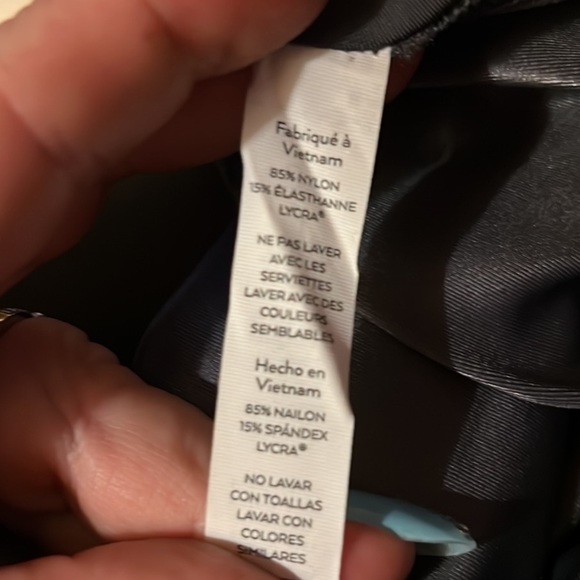 Fabriqué à
Vietnam
85% NYLON
15% ÉLASTHANNE
LYCRA®
NE PAS LAVER
AVEC LES
SERVIETTES
LAVER AVEC DES
COULEURS
SEMBLABLES
Hecho en
Vietnam
85% NAILON
15% SPÁNDEX
LYCRA®
NO LAVAR
CON TOALLAS
LAVAR CON
COLORES
SIMILARES